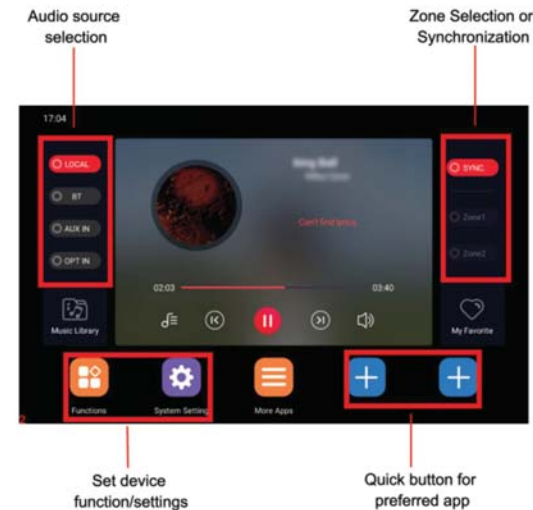 Audio source
selection
Zone Selection or
Synchronization
17:04
LOCAL
BT
AUX IN
OPT IN
SYNC
Zone1
Zone2
Can't find lyrics
02:03
03:40
Music Library
My Favorite
Functions
System Setting
More Apps
2
Set device
function/settings
Quick button for
preferred app